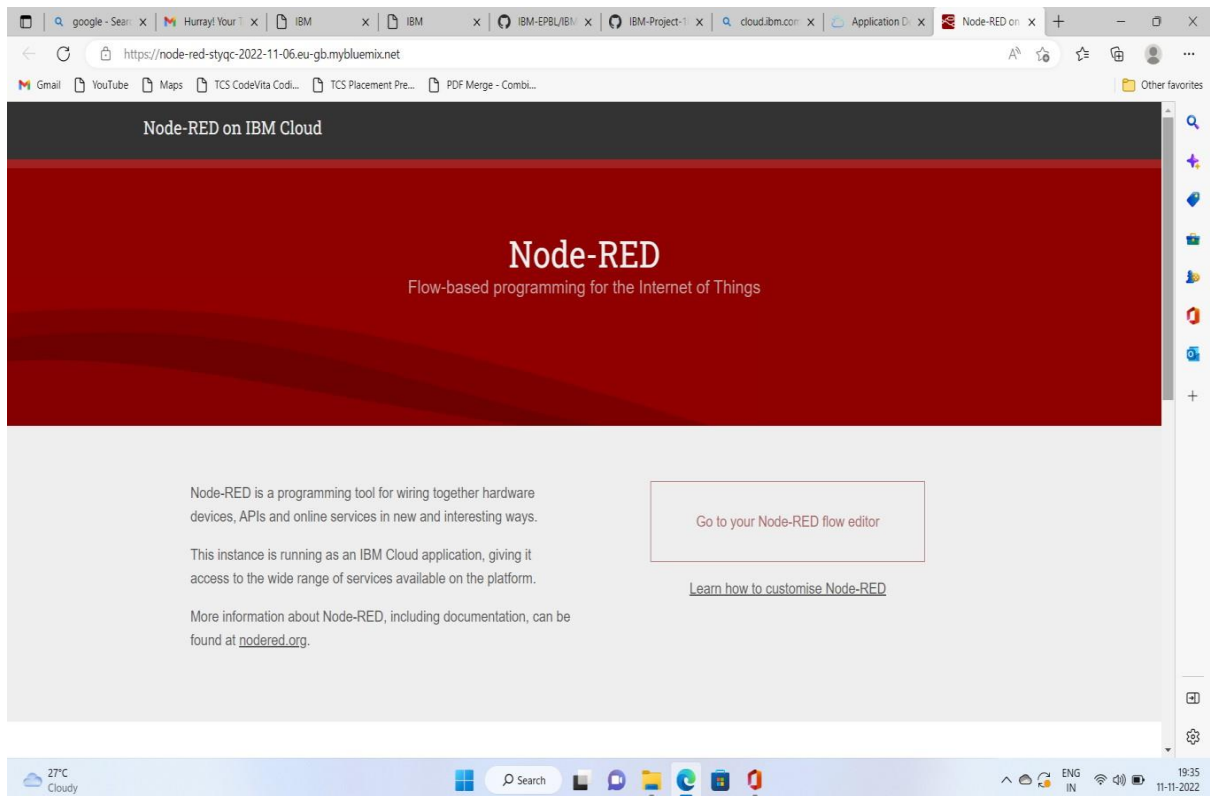 google - Sear
Hurray! Your T
IBM
IBM
IBM-EPBL/IBM
IBM-Project-1
cloud.ibm.com
Application D
Node-RED on
https://node-red-styqc-2022-11-06.eu-gb.mybluemix.net
Gmail YouTube Maps TCS CodeVita Codi... TCS Placement Pre... PDF Merge - Combi... Other favorites
Node-RED on IBM Cloud
Node-RED
Flow-based programming for the Internet of Things
Node-RED is a programming tool for wiring together hardware
devices, APIs and online services in new and interesting ways.
This instance is running as an IBM Cloud application, giving it
access to the wide range of services available on the platform.
More information about Node-RED, including documentation, can be
found at nodered.org.
Go to your Node-RED flow editor
Learn how to customise Node-RED
27°C
Cloudy
Search
ENG
IN
19:35
11-11-2022